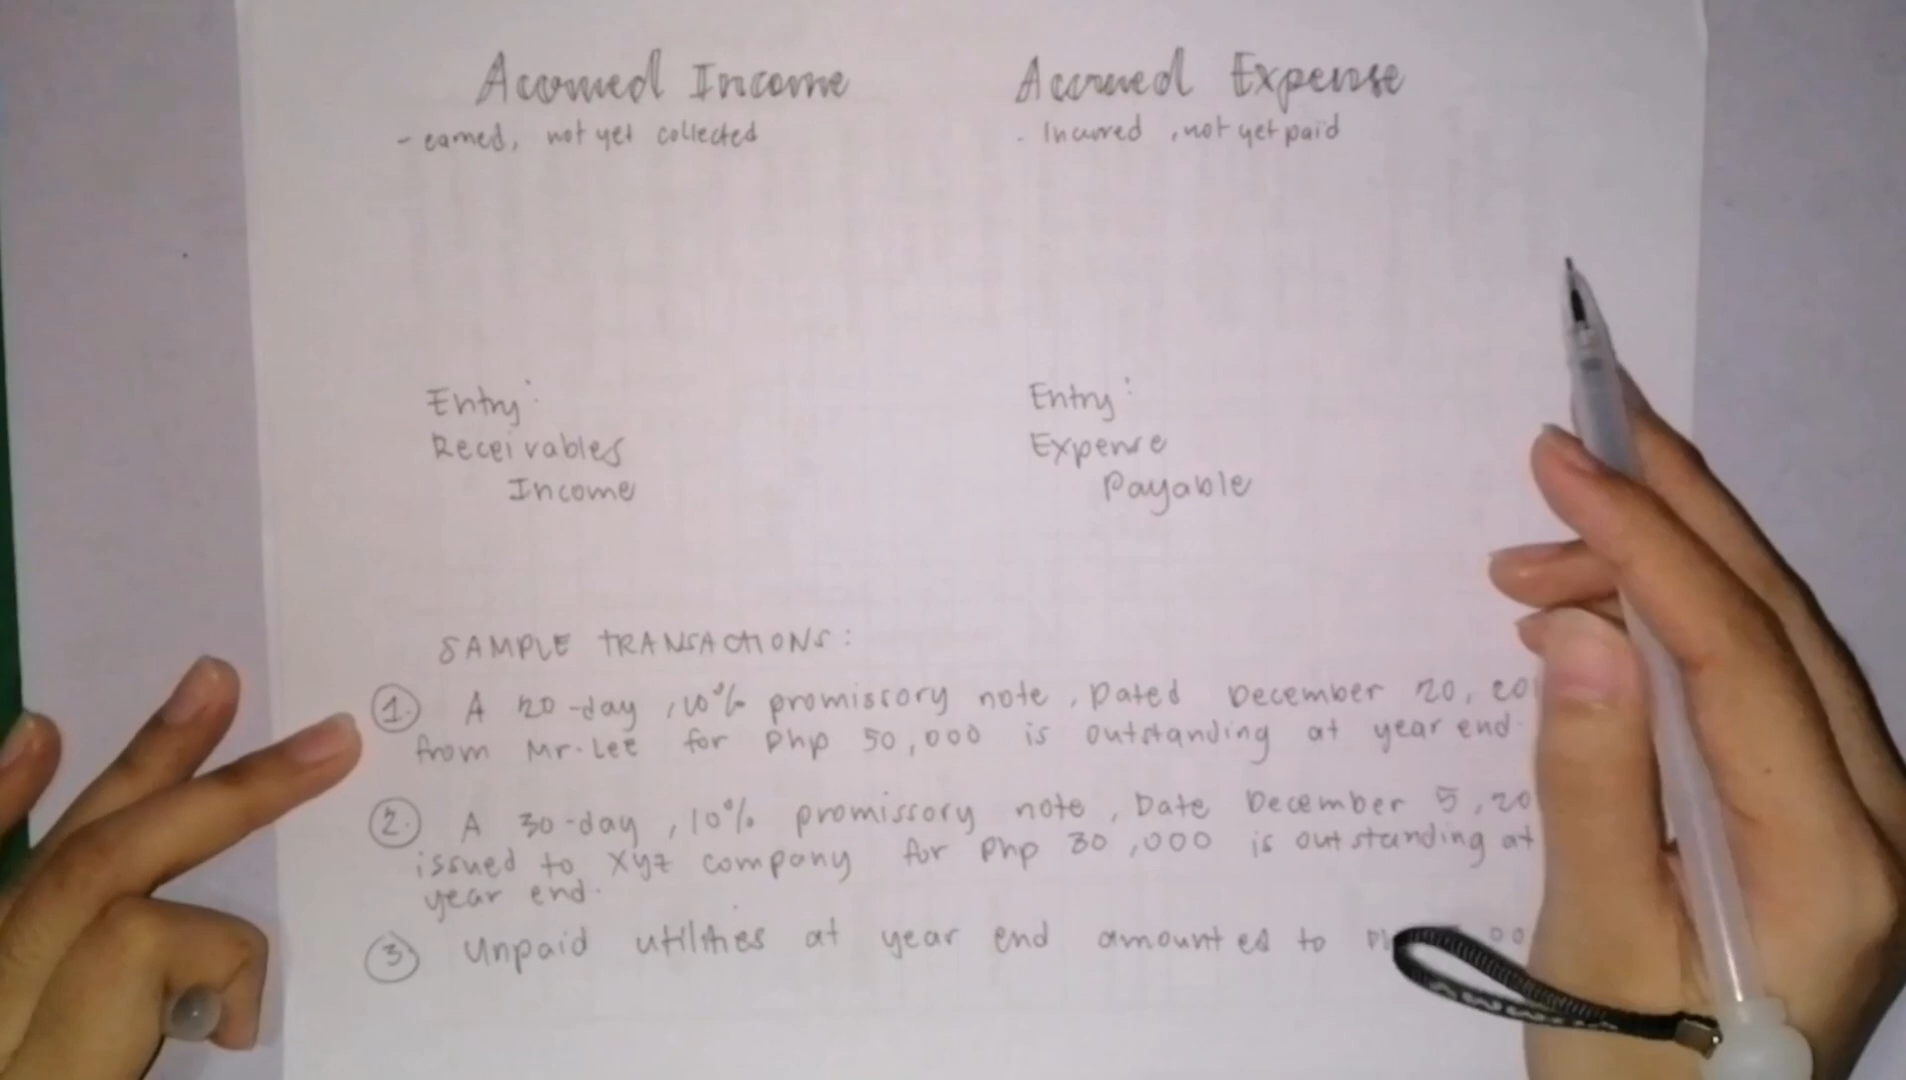 Accrued Income
- earned, not yet collected
Accrued Expense
- Incurred, not yet paid
Entry:
Receivables
Income
Entry:
Expense
Payable
SAMPLE TRANSACTIONS:
1. A 20-day, 10% promissory note, Dated December 20,
from Mr. Lee for Php 50,000 is outstanding at year end.
2. A 30-day, 10% promissory note, Date December 5,
issued to XYZ company for Php 30,000 is outstanding at
year end.
3. Unpaid utilities at year end amounted to